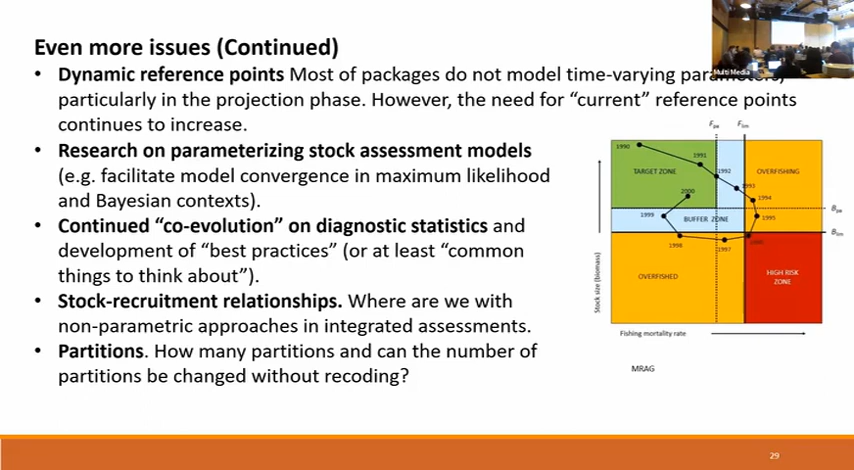 Even more issues (Continued)
• Dynamic reference points Most of packages do not model time-varying parameters,
particularly in the projection phase. However, the need for “current” reference points
continues to increase.
• Research on parameterizing stock assessment models
(e.g. facilitate model convergence in maximum likelihood
and Bayesian contexts).
• Continued “co-evolution” on diagnostic statistics and
development of “best practices” (or at least “common
things to think about”).
• Stock-recruitment relationships. Where are we with
non-parametric approaches in integrated assessments.
• Partitions. How many partitions and can the number of
partitions be changed without recoding?
Multi Media
Fpa
Flim
1990
1991
TARGET ZONE
1992
OVERFISHING
1993
2000
1994
Bpa
1999
BUFFER ZONE
1995
Blim
1998
1997
OVERFISHED
HIGH RISK
ZONE
Stock size (biomass)
Fishing mortality rate
MRAG
29